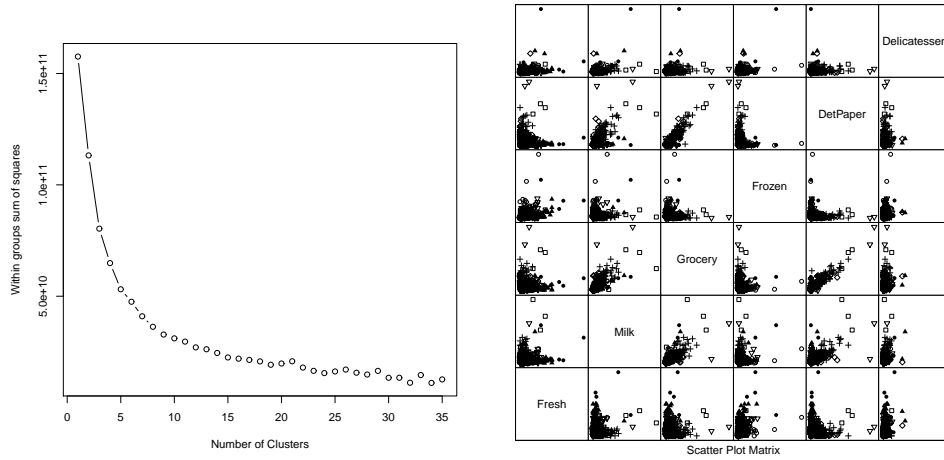 Within groups sum of squares
1.5e+11
1.0e+11
5.0e+10
0 5 10 15 20 25 30 35
Number of Clusters
Delicatessen
DetPaper
Frozen
Grocery
Milk
Fresh
Scatter Plot Matrix